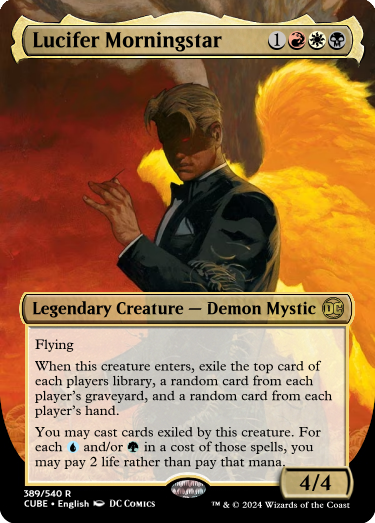 Lucifer Morningstar 1
Legendary Creature — Demon Mystic DC
Flying
When this creature enters, exile the top card of
each players library, a random card from each
player's graveyard, and a random card from each
player's hand.
You may cast cards exiled by this creature. For
each and/or in a cost of those spells, you
may pay 2 life rather than pay that mana.
4/4
389/540 R
CUBE • English DC COMICS
™ & © 2024 Wizards of the Coast